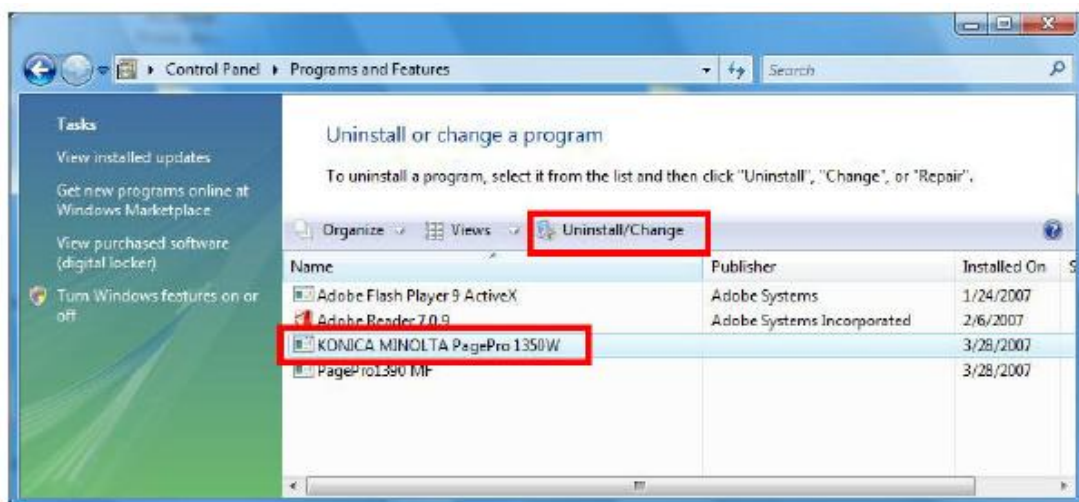 Control Panel ▸ Programs and Features
Search
Tasks
View installed updates
Get new programs online at
Windows Marketplace
View purchased software
(digital locker)
Turn Windows features on or
off
Uninstall or change a program
To uninstall a program, select it from the list and then click "Uninstall", "Change", or "Repair".
Organize Views Uninstall/Change
Name Publisher Installed On S
Adobe Flash Player 9 ActiveX Adobe Systems 1/24/2007
Adobe Reader 7.0.9 Adobe Systems Incorporated 2/6/2007
KONICA MINOLTA PagePro 1350W 3/28/2007
PagePro1390 MF 3/28/2007